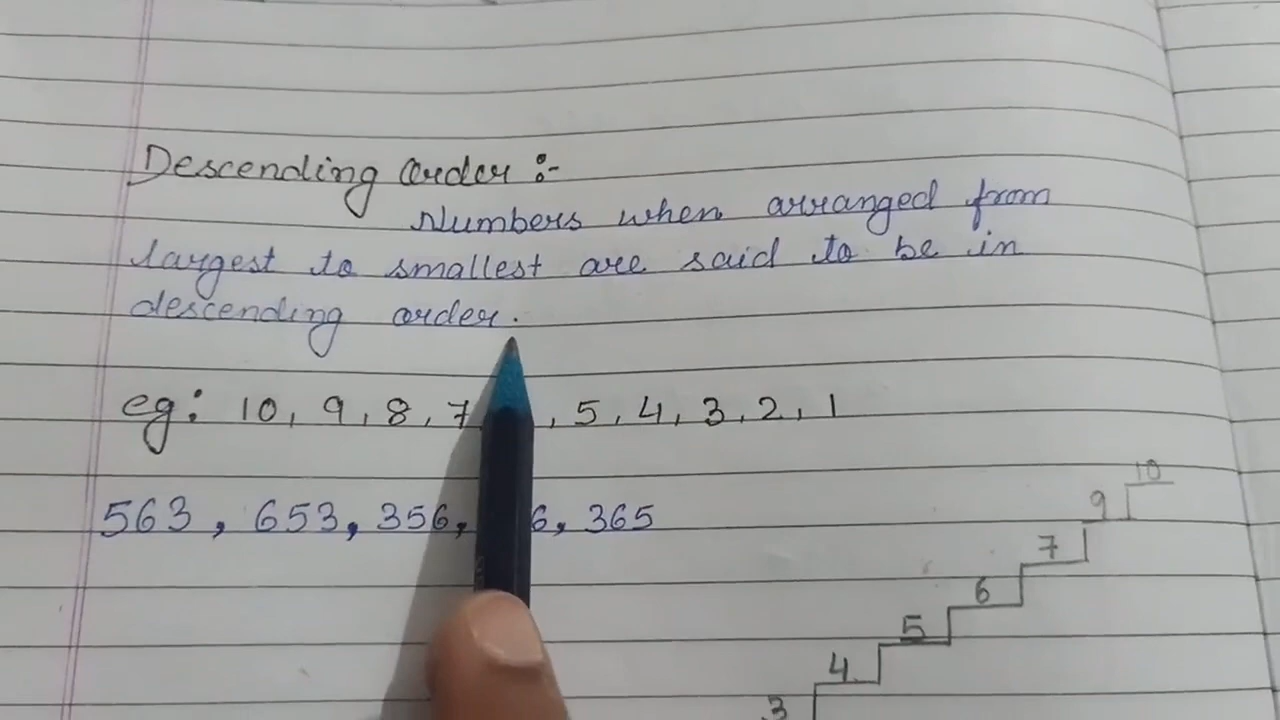 Descending Order :-
Numbers when arranged from
largest to smallest are said to be in
descending order.
eg: 10, 9, 8, 7 , 5, 4, 3, 2, 1
563, 653, 356, 6, 365
10
9
7
6
5
4
3